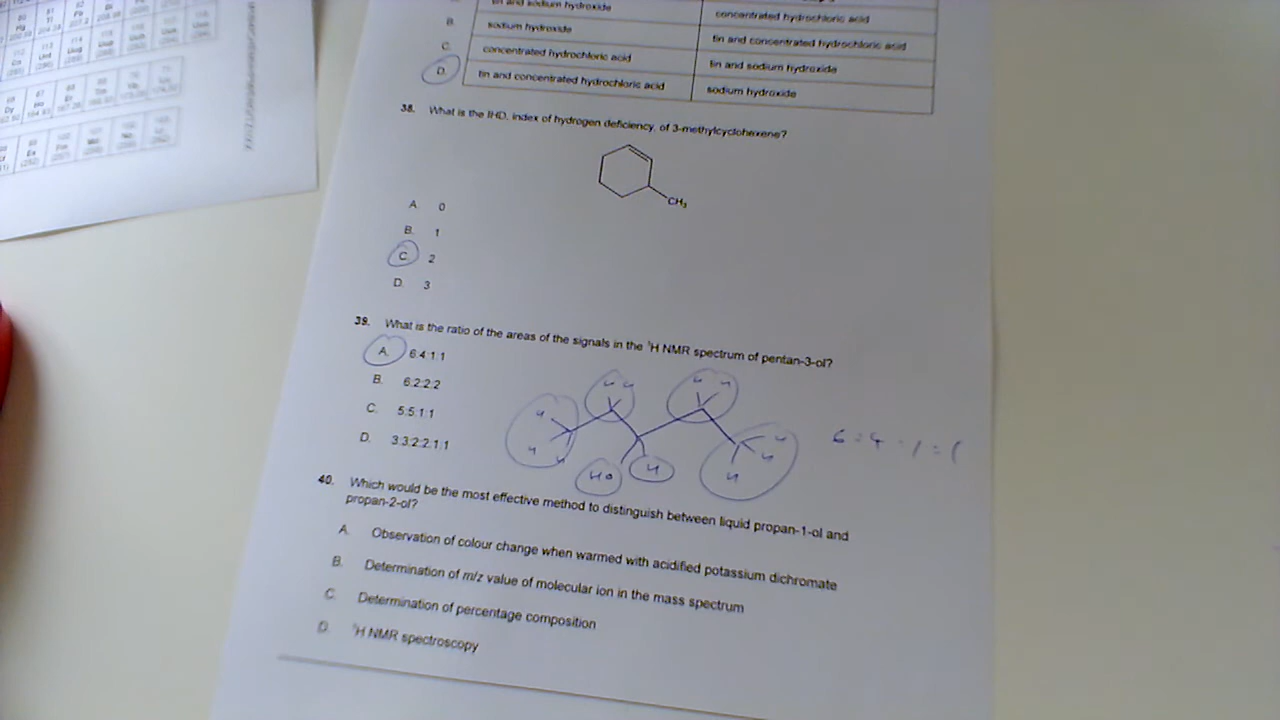 tin and sodium hydroxide concentrated hydrochloric acid
B. sodium hydroxide tin and concentrated hydrochloric acid
C. concentrated hydrochloric acid tin and sodium hydroxide
D. tin and concentrated hydrochloric acid sodium hydroxide
38. What is the IHD, index of hydrogen deficiency, of 3-methylcyclohexene?
CH₃
A. 0
B. 1
C. 2
D. 3
39. What is the ratio of the areas of the signals in the ¹H NMR spectrum of pentan-3-ol?
A. 6:4:1:1
B. 6:2:2:2
C. 5:5:1:1
D. 3:3:2:2:1:1
H H H H
H H H H H H
HO H
6:4:1:1
40. Which would be the most effective method to distinguish between liquid propan-1-ol and
propan-2-ol?
A. Observation of colour change when warmed with acidified potassium dichromate
B. Determination of m/z value of molecular ion in the mass spectrum
C. Determination of percentage composition
D. ¹H NMR spectroscopy